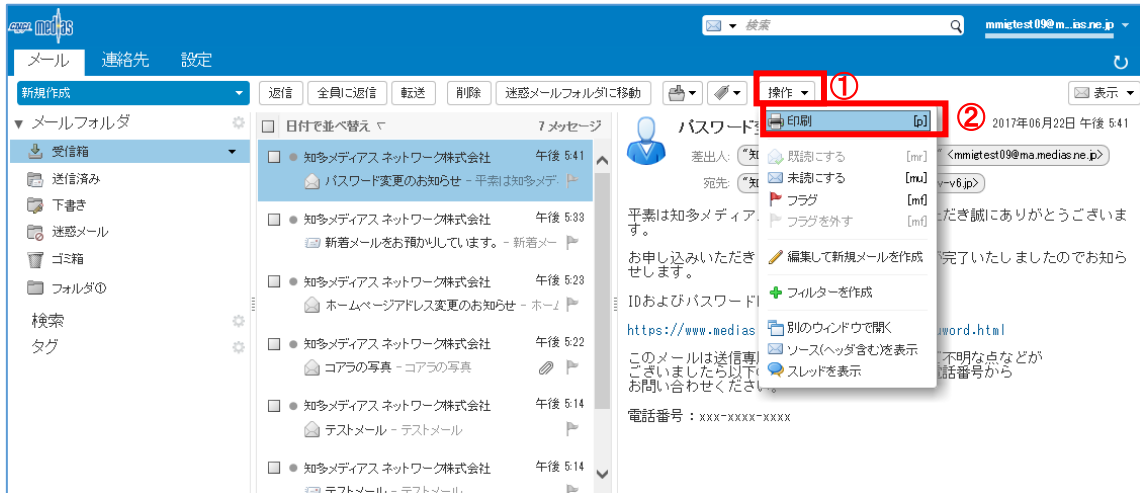 CNCI medias
検索
mmigtest09@m...ias.ne.jp
メール 連絡先 設定
新規作成
返信 全員に返信 転送 削除 迷惑メールフォルダに移動 操作 表示
①
②
メールフォルダ
受信箱
送信済み
下書き
迷惑メール
ゴミ箱
フォルダ①
検索
タグ
日付で並べ替え 7 メッセージ
知多メディアス ネットワーク株式会社 午後 5:41
パスワード変更のお知らせ - 平素は知多メデ
知多メディアス ネットワーク株式会社 午後 5:33
新着メールをお預かりしています。 - 新着メー
知多メディアス ネットワーク株式会社 午後 5:23
ホームページアドレス変更のお知らせ - ホーム
知多メディアス ネットワーク株式会社 午後 5:22
コアラの写真 - コアラの写真
知多メディアス ネットワーク株式会社 午後 5:14
テストメール - テストメール
知多メディアス ネットワーク株式会社 午後 5:14
テストメール - テストメール
パスワード 2017年06月22日 午後 5:41
差出人: "知 " <mmigtest09@ma.medias.ne.jp>
宛先: "知 v-v6.jp>
印刷 [p]
既読にする [mr]
未読にする [mu]
フラグ [mf]
フラグを外す [mf]
編集して新規メールを作成
フィルターを作成
別のウィンドウで開く
ソース(ヘッダ含む)を表示
スレッドを表示
平素は知多メディア ただき誠にありがとうございま
す。
お申し込みいただき 完了いたしましたのでお知ら
せします。
IDおよびパスワード
https://www.medias word.html
このメールは送信専 不明な点などが
ございましたら以下 話番号から
お問い合わせください。
電話番号：xxx-xxxx-xxxx